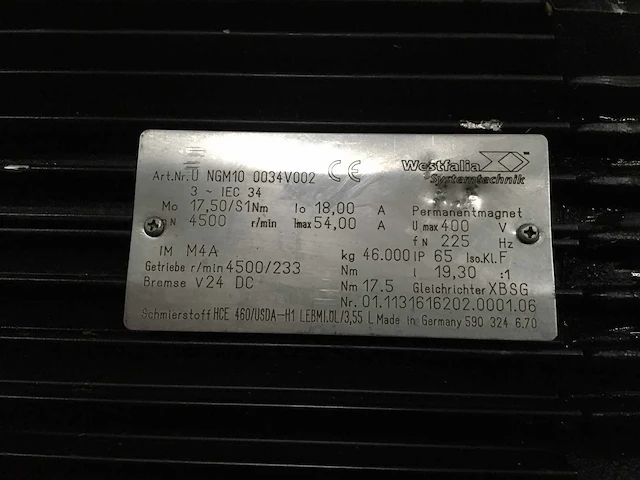 Art.Nr.U NGM10 0034V002 CE Westfalia
3 ~ IEC 34 Systemtechnik
Mo 17,50/S1Nm Io 18,00 A Permanentmagnet
nN 4500 r/min Imax 54,00 A Umax 400 V
fN 225 Hz
IM M4A kg 46.000 IP 65 Iso.Kl.F
Getriebe r/min 4500/233 Nm I 19,30 :1
Bremse V24 DC Nm 17.5 Gleichrichter XBSG
Nr. 01.1131616202.0001.06
Schmierstoff HCE 460/USDA-H1 LEBMI.ÖL/3,55 L Made in Germany 590 324 6.70